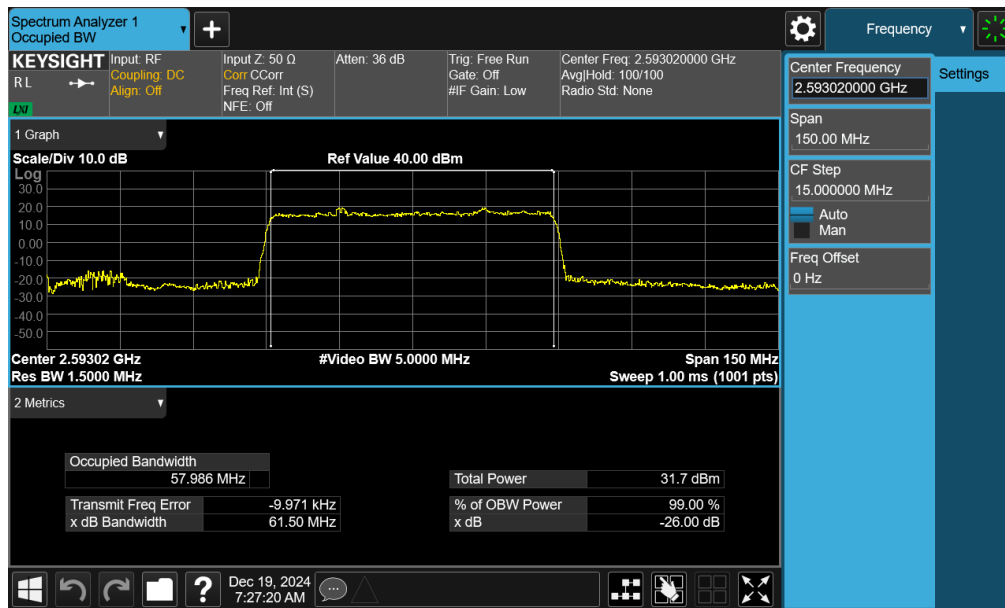 Spectrum Analyzer 1
Occupied BW
+
Frequency
KEYSIGHT
R L
LXI
Input: RF
Coupling: DC
Align: Off
Input Z: 50 Ω
Corr CCorr
Freq Ref: Int (S)
NFE: Off
Atten: 36 dB
Trig: Free Run
Gate: Off
#IF Gain: Low
Center Freq: 2.593020000 GHz
Avg|Hold: 100/100
Radio Std: None
Center Frequency
2.593020000 GHz
Settings
Span
150.00 MHz
CF Step
15.000000 MHz
Auto
Man
Freq Offset
0 Hz
1 Graph
Scale/Div 10.0 dB
Ref Value 40.00 dBm
Log
30.0
20.0
10.0
0.00
-10.0
-20.0
-30.0
-40.0
-50.0
Center 2.59302 GHz
#Video BW 5.0000 MHz
Span 150 MHz
Res BW 1.5000 MHz
Sweep 1.00 ms (1001 pts)
2 Metrics
Occupied Bandwidth
57.986 MHz
Total Power 31.7 dBm
Transmit Freq Error -9.971 kHz
% of OBW Power 99.00 %
x dB Bandwidth 61.50 MHz
x dB -26.00 dB
?
Dec 19, 2024
7:27:20 AM